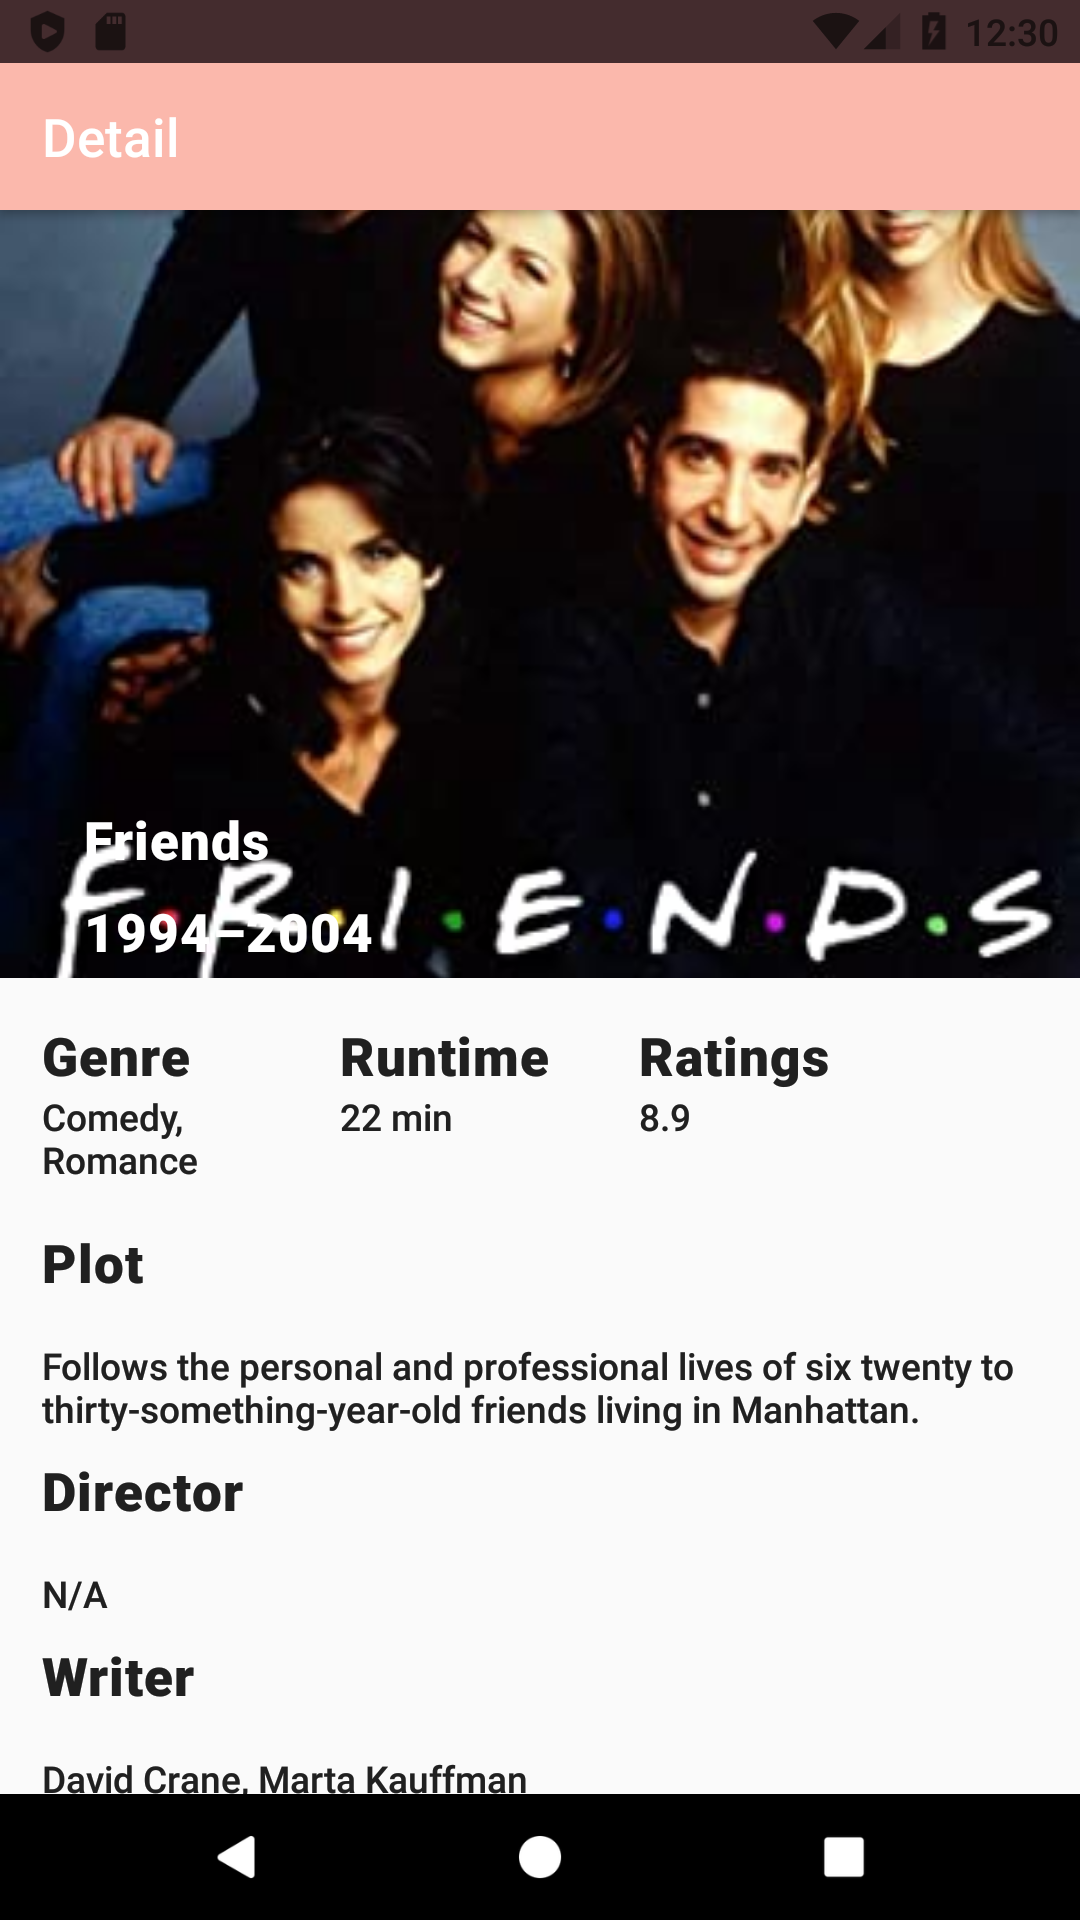 12:30
Detail
Friends
F•R•I•E•N•D•S
1994–2004
Genre
Runtime
Ratings
Comedy,
Romance
22 min
8.9
Plot
Follows the personal and professional lives of six twenty to
thirty-something-year-old friends living in Manhattan.
Director
N/A
Writer
David Crane, Marta Kauffman